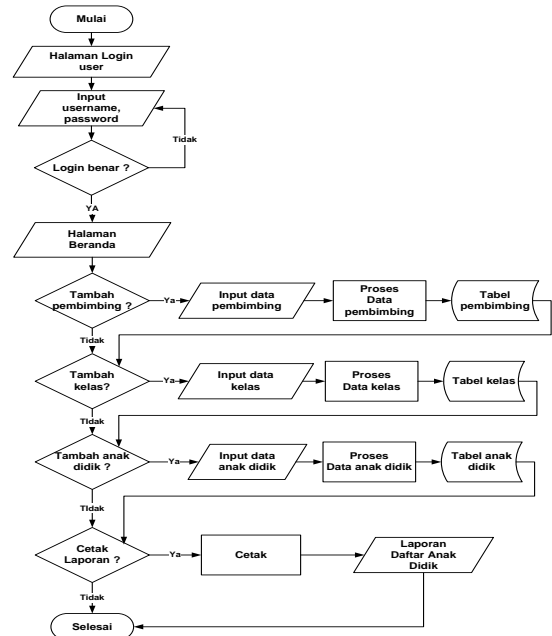 Mulai
Halaman Login
user
Input
username,
password
Tidak
Login benar ?
YA
Halaman
Beranda
Tambah
pembimbing ?
Ya
Input data
pembimbing
Proses
Data
pembimbing
Tabel
pembimbing
Tidak
Tambah
kelas?
Ya
Input data
kelas
Proses
Data kelas
Tabel kelas
TIdak
Tambah anak
didik ?
Ya
Input data
anak didik
Proses
Data anak didik
Tabel anak
didik
TIdak
Cetak
Laporan ?
Ya
Cetak
Laporan
Daftar Anak
Didik
Tidak
Selesai